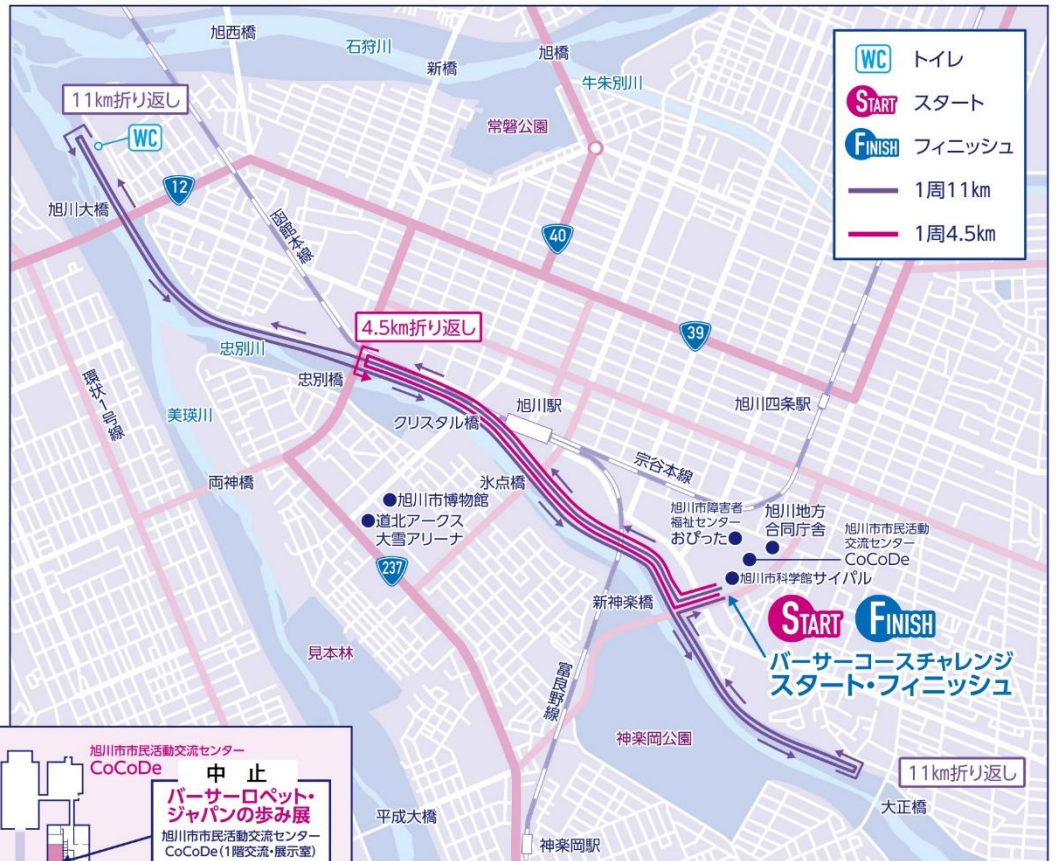 旭西橋
石狩川
新橋
旭橋
牛朱別川
常磐公園
WC トイレ
START スタート
FINISH フィニッシュ
1周11km
1周4.5km
11km折り返し
WC
12
旭川大橋
函館本線
40
39
4.5km折り返し
忠別川
忠別橋
環状1号線
美瑛川
クリスタル橋
旭川駅
旭川四条駅
宗谷本線
両神橋
氷点橋
旭川市博物館
道北アークス
大雪アリーナ
旭川市障害者
福祉センター
おぴった
旭川地方
合同庁舎
旭川市市民活動
交流センター
CoCoDe
旭川市科学館サイパル
237
新神楽橋
START FINISH
バーサーコースチャレンジ
スタート・フィニッシュ
見本林
富良野線
神楽岡公園
11km折り返し
大正橋
平成大橋
神楽岡駅
旭川市市民活動交流センター
CoCoDe
中 止
バーサーロペット・
ジャパンの歩み展
旭川市市民活動交流センター
CoCoDe(1階交流・展示室)